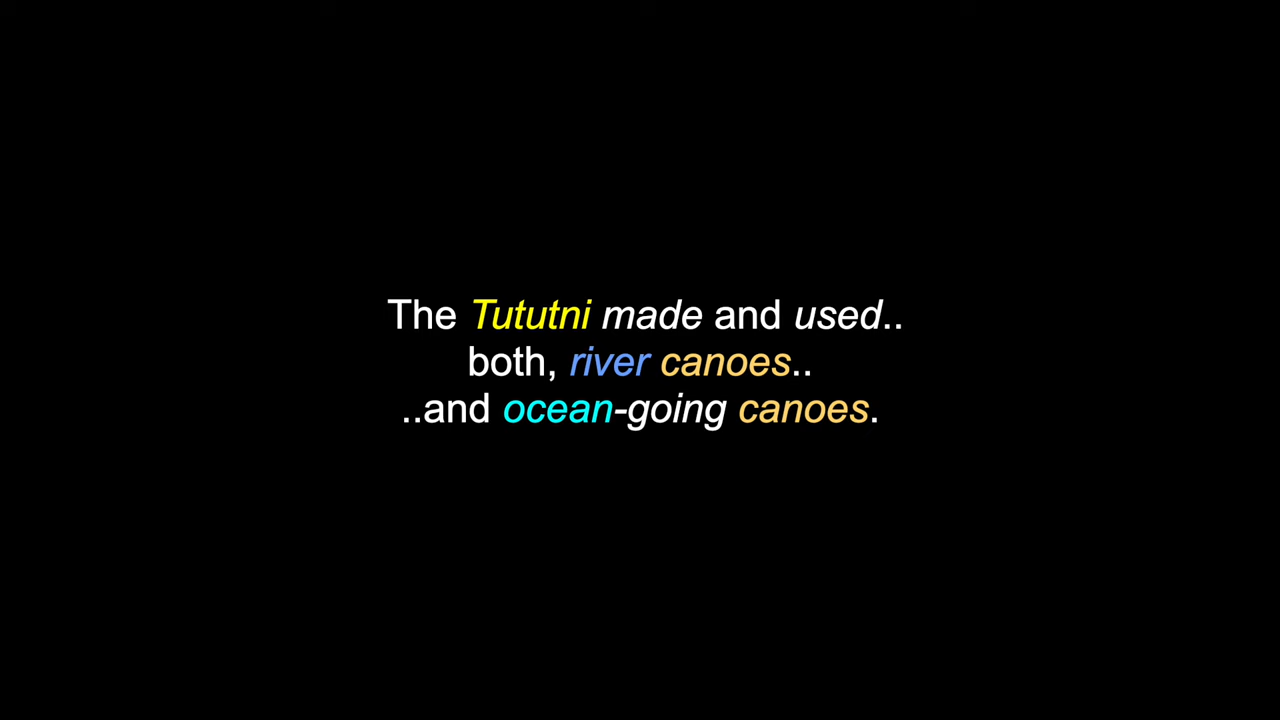 The Tututni made and used..
both, river canoes..
..and ocean-going canoes.